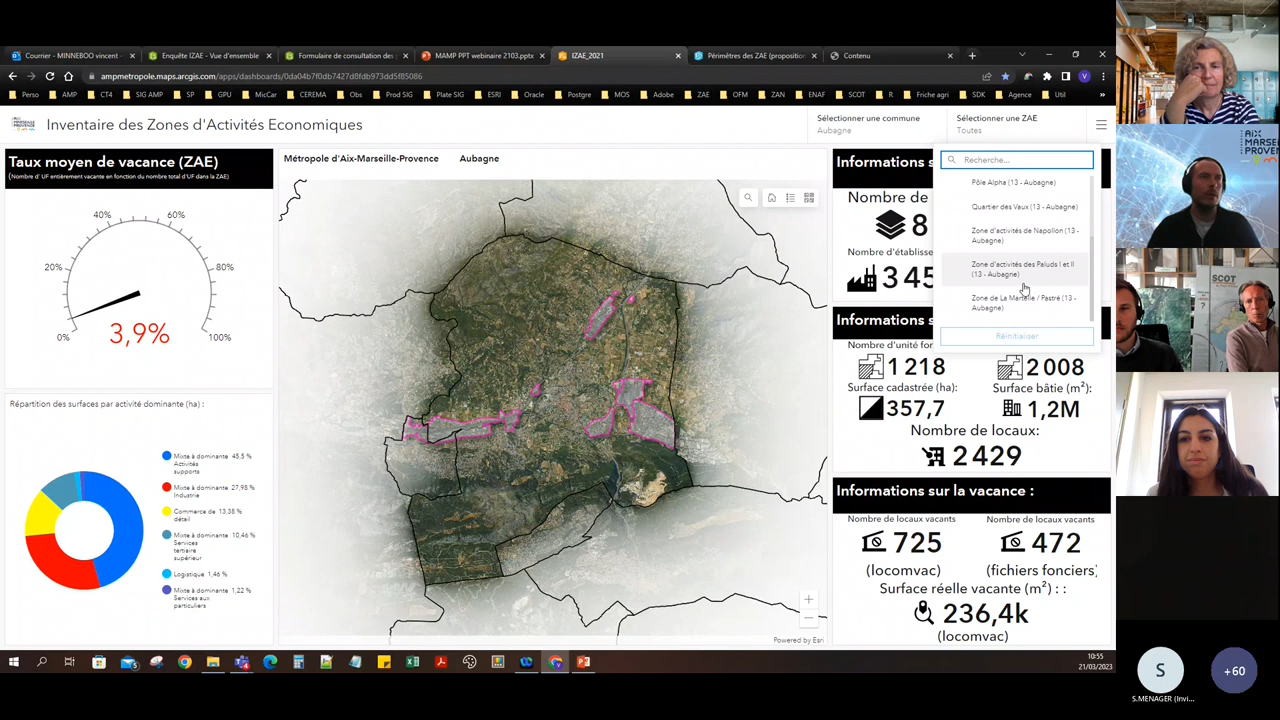 Courrier - MINNEBOO vincent -
Enquête IZAE - Vue d'ensemble
Formulaire de consultation des
MAMP PPT webinaire 2103.pptx
IZAE_2021
Périmètres des ZAE (proposition
Contenu
ampmetropole.maps.arcgis.com/apps/dashboards/0da04b7f0db7427d8fdb973dd5f85086
Perso
AMP
CT4
SIG AMP
SP
GPU
MicCar
CEREMA
Obs
Prod SIG
Plate SIG
ESRI
Oracle
Postgre
MOS
Adobe
ZAE
OFM
ZAN
ENAF
SCOT
R
Friche agri
SDK
Agence
Util
Inventaire des Zones d'Activités Economiques
Sélectionner une commune
Aubagne
Sélectionner une ZAE
Toutes
Taux moyen de vacance (ZAE)
(Nombre d' UF entièrement vacante en fonction du nombre total d'UF dans la ZAE)
0%
20%
40%
60%
80%
100%
3,9%
Répartition des surfaces par activité dominante (ha) :
Mixte à dominante 45,5 %
Activités
supports
Mixte à dominante 27,98 %
Industrie
Commerce de 13,38 %
détail
Mixte à dominante 10,46 %
Services
tertiaire
supérieur
Logistique 1,46 %
Mixte à dominante 1,22 %
Services aux
particuliers
Métropole d'Aix-Marseille-Provence
Aubagne
Powered by Esri
Informations s
Nombre de
8
Nombre d'établisse
3 45
Recherche...
Pôle Alpha (13 - Aubagne)
Quartier des Vaux (13 - Aubagne)
Zone d'activités de Napollon (13 -
Aubagne)
Zone d'activités des Paluds I et II
(13 - Aubagne)
Zone de La Martelle / Pastré (13 -
Aubagne)
Réinitialiser
Informations s
Nombre d'unité fon
1 218
2 008
Surface cadastrée (ha):
357,7
Surface bâtie (m²):
1,2M
Nombre de locaux:
2 429
Informations sur la vacance :
Nombre de locaux vacants
725
(locomvac)
Nombre de locaux vacants
472
(fichiers fonciers)
Surface réelle vacante (m²) : :
236,4k
(locomvac)
10:55
21/03/2023
AIX
MARSEILLE
PROVENCE
SCOT
S
S.MENAGER (Invi...
+60